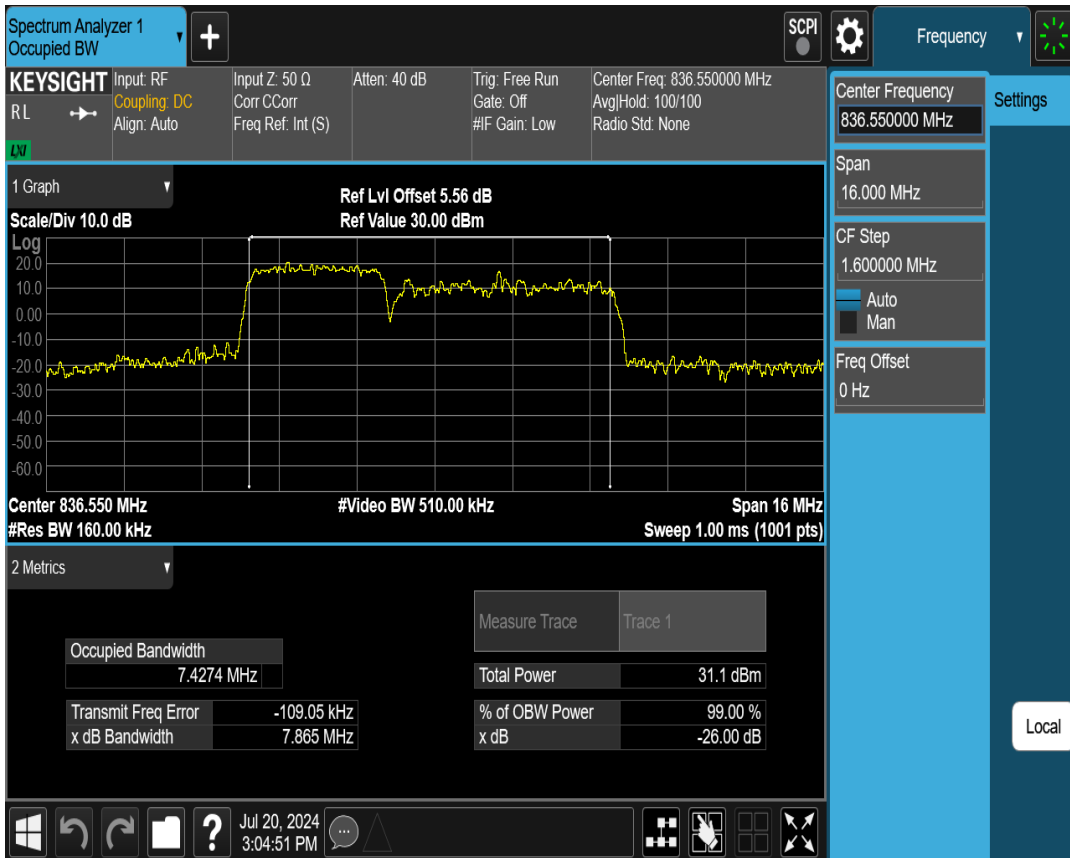 Spectrum Analyzer 1
Occupied BW
+
SCPI
Frequency
KEYSIGHT
RL
LXI
Input: RF
Coupling: DC
Align: Auto
Input Z: 50 Ω
Corr CCorr
Freq Ref: Int (S)
Atten: 40 dB
Trig: Free Run
Gate: Off
#IF Gain: Low
Center Freq: 836.550000 MHz
Avg|Hold: 100/100
Radio Std: None
Center Frequency
836.550000 MHz
Settings
Span
16.000 MHz
CF Step
1.600000 MHz
Auto
Man
Freq Offset
0 Hz
Local
1 Graph
Scale/Div 10.0 dB
Ref Lvl Offset 5.56 dB
Ref Value 30.00 dBm
Log
20.0
10.0
0.00
-10.0
-20.0
-30.0
-40.0
-50.0
-60.0
Center 836.550 MHz
#Video BW 510.00 kHz
Span 16 MHz
#Res BW 160.00 kHz
Sweep 1.00 ms (1001 pts)
2 Metrics
Measure Trace Trace 1
Occupied Bandwidth
7.4274 MHz
Total Power 31.1 dBm
Transmit Freq Error -109.05 kHz
% of OBW Power 99.00 %
x dB Bandwidth 7.865 MHz
x dB -26.00 dB
?
Jul 20, 2024
3:04:51 PM